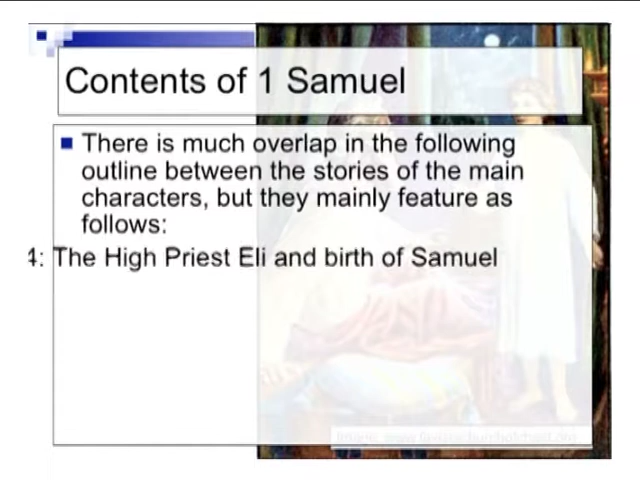 Contents of 1 Samuel
There is much overlap in the following
outline between the stories of the main
characters, but they mainly feature as
follows:
4: The High Priest Eli and birth of Samuel